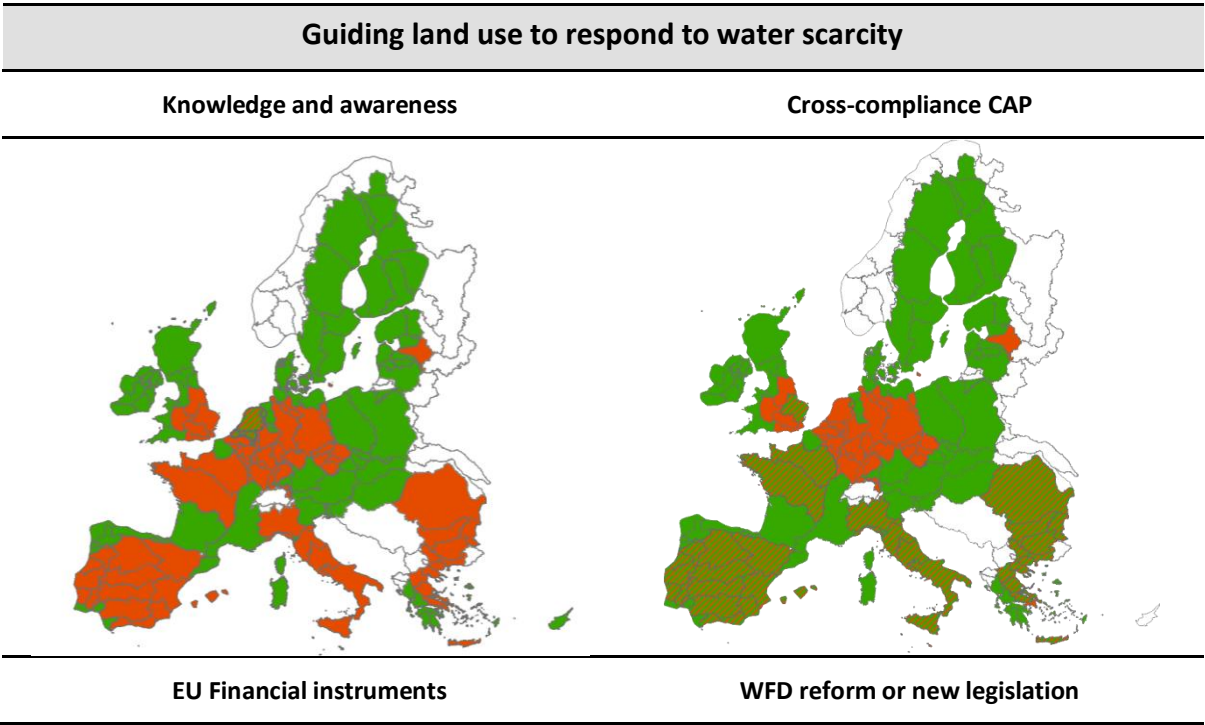 Guiding land use to respond to water scarcity
Knowledge and awareness
Cross-compliance CAP
EU Financial instruments
WFD reform or new legislation